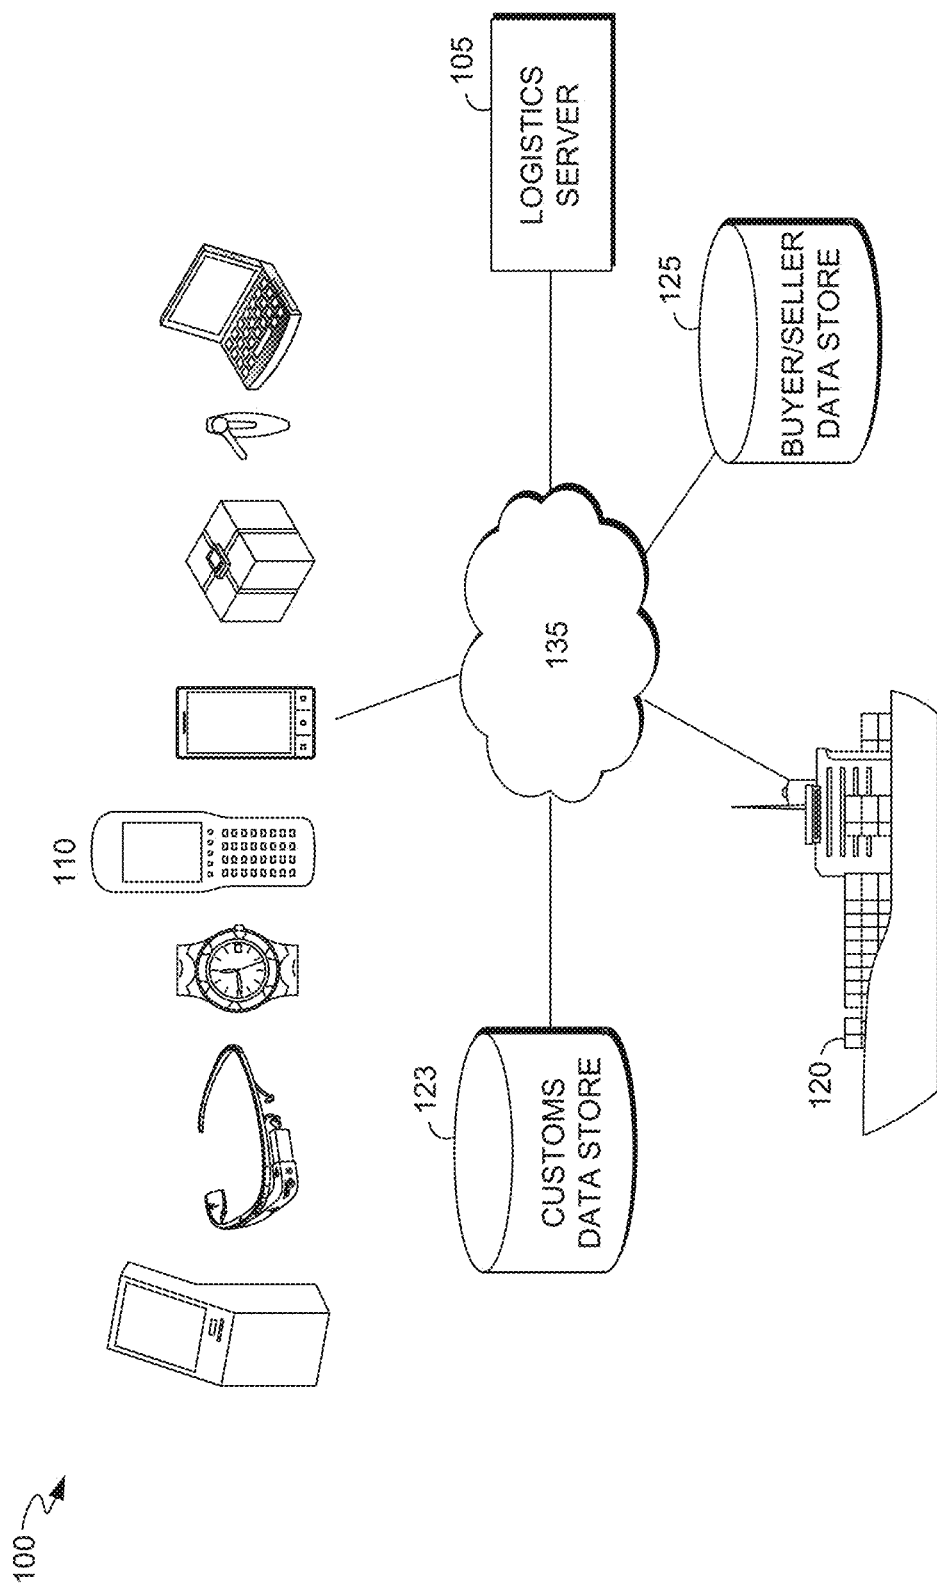 100
110
123
CUSTOMS
DATA STORE
135
105
LOGISTICS
SERVER
120
125
BUYER/SELLER
DATA STORE